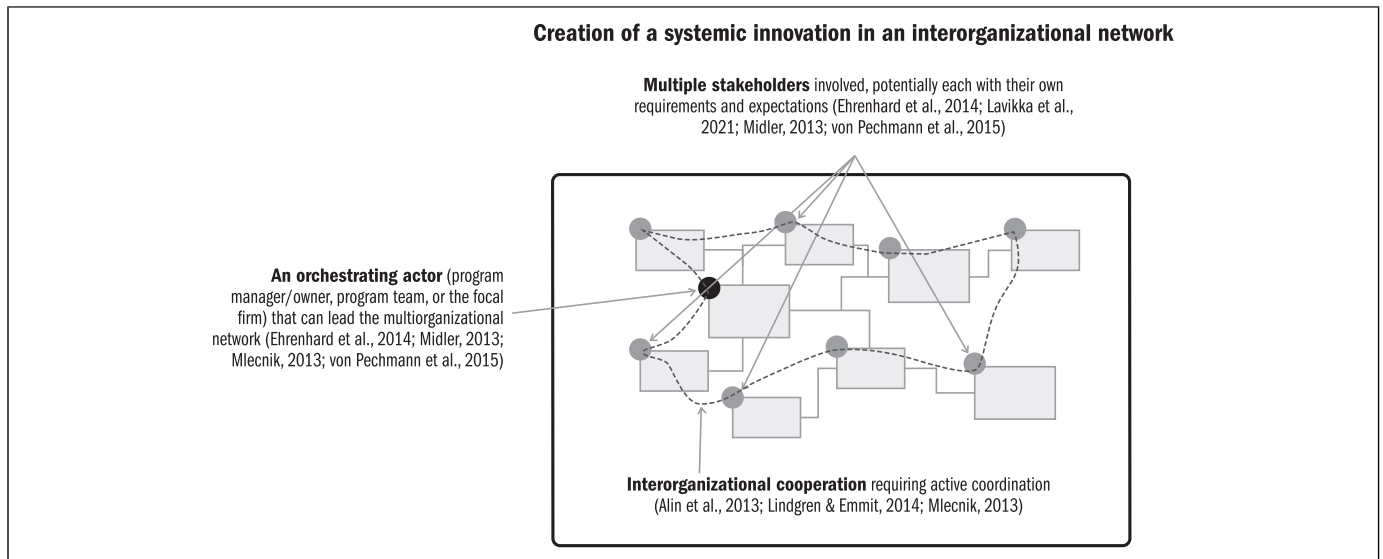 Creation of a systemic innovation in an interorganizational network
Multiple stakeholders involved, potentially each with their own
requirements and expectations (Ehrenhard et al., 2014; Lavikka et al.,
2021; Midler, 2013; von Pechmann et al., 2015)
An orchestrating actor (program
manager/owner, program team, or the focal
firm) that can lead the multiorganizational
network (Ehrenhard et al., 2014; Midler, 2013;
Mlecnik, 2013; von Pechmann et al., 2015)
Interorganizational cooperation requiring active coordination
(Alin et al., 2013; Lindgren & Emmit, 2014; Mlecnik, 2013)